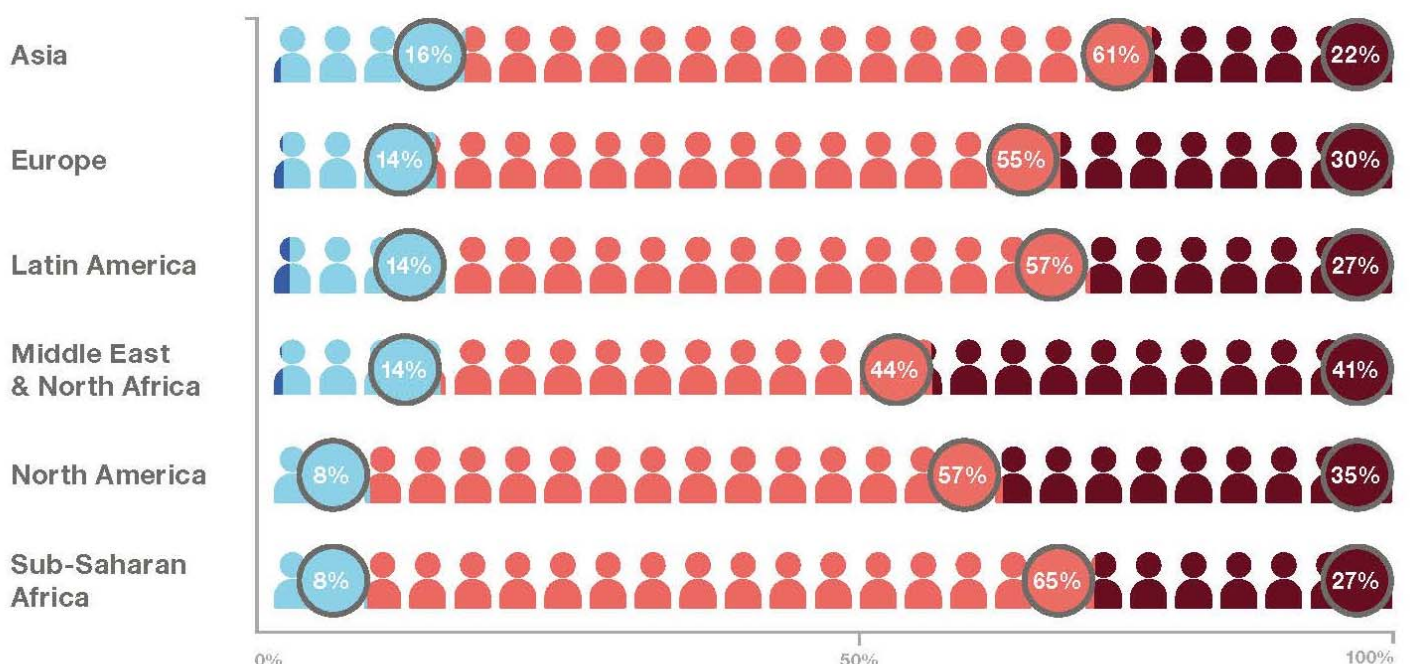 Asia 16% 61% 22%
Europe 14% 55% 30%
Latin America 14% 57% 27%
Middle East
& North Africa 14% 44% 41%
North America 8% 57% 35%
Sub-Saharan
Africa 8% 65% 27%
0% 50% 100%